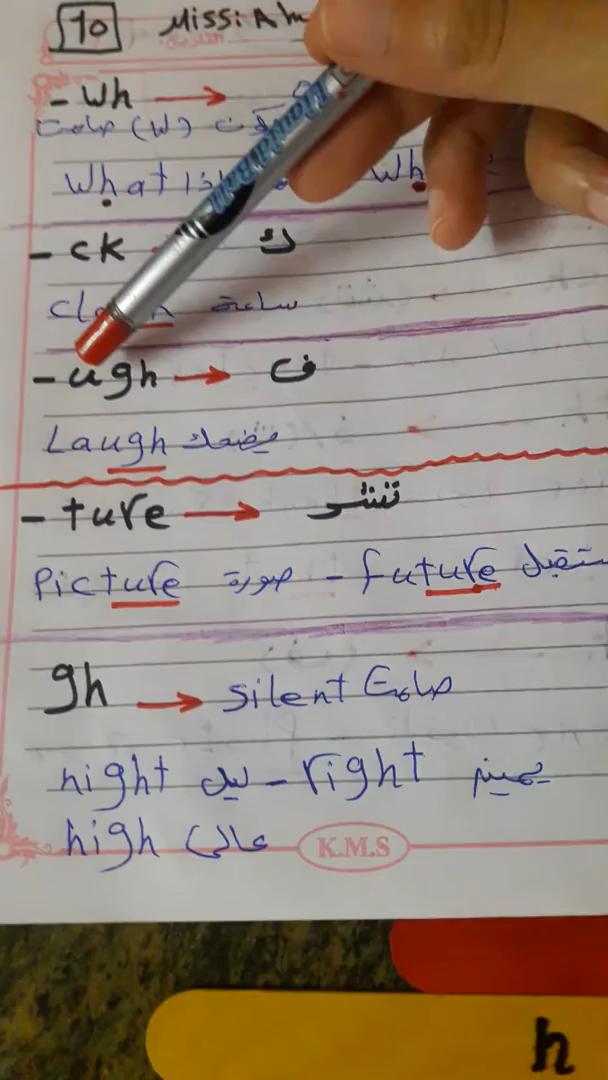 10 Miss: A
- wh →
(w) صامت
What
- ck ك
ساعة
- ugh → ف
Laugh يضحك
- ture → تشر
Picture صورة - future
gh → silent صامت
night ليل - right يمين
high عالى
K.M.S
h